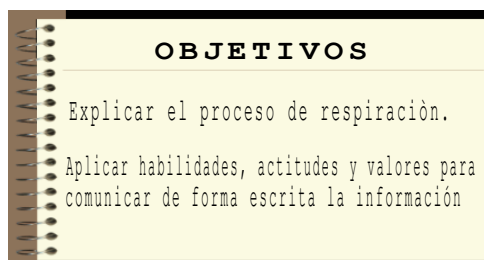 OBJETIVOS
Explicar el proceso de respiraciòn.
Aplicar habilidades, actitudes y valores para
comunicar de forma escrita la información